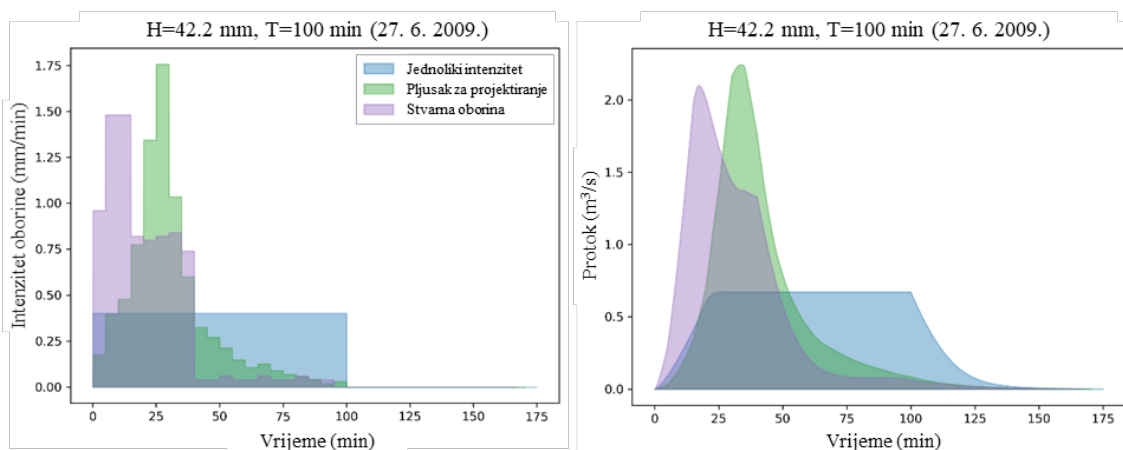 H=42.2 mm, T=100 min (27. 6. 2009.)
Intenzitet oborine (mm/min)
1.75
1.50
1.25
1.00
0.75
0.50
0.25
0.00
Jednoliki intenzitet
Pljusak za projektiranje
Stvarna oborina
0 25 50 75 100 125 150 175
Vrijeme (min)
H=42.2 mm, T=100 min (27. 6. 2009.)
Protok (m³/s)
2.0
1.5
1.0
0.5
0.0
0 25 50 75 100 125 150 175
Vrijeme (min)